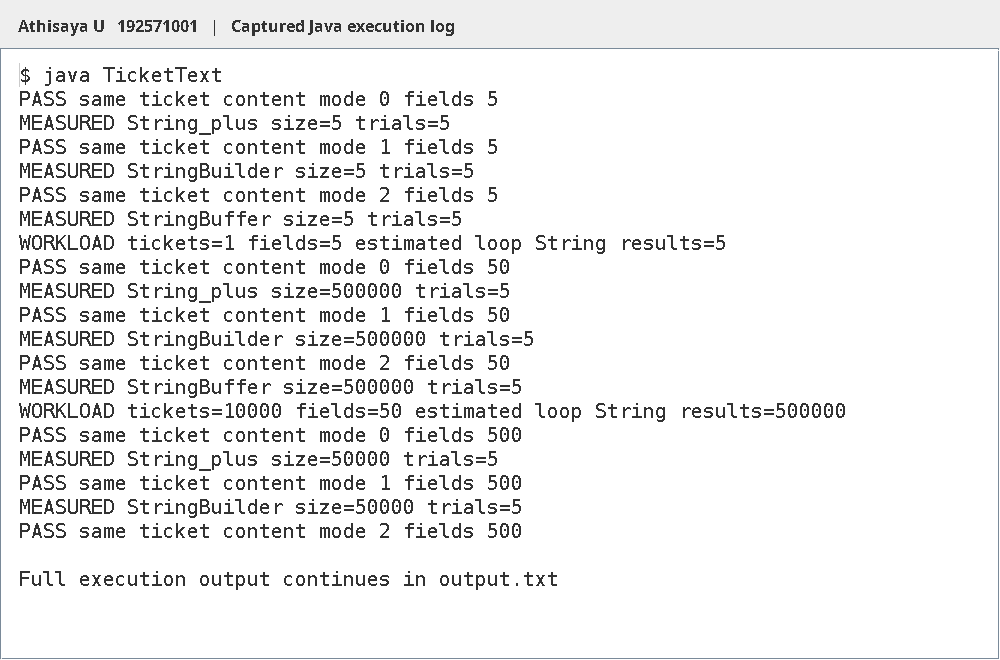 Athisaya U 192571001 | Captured Java execution log
$ java TicketText
PASS same ticket content mode 0 fields 5
MEASURED String_plus size=5 trials=5
PASS same ticket content mode 1 fields 5
MEASURED StringBuilder size=5 trials=5
PASS same ticket content mode 2 fields 5
MEASURED StringBuffer size=5 trials=5
WORKLOAD tickets=1 fields=5 estimated loop String results=5
PASS same ticket content mode 0 fields 50
MEASURED String_plus size=500000 trials=5
PASS same ticket content mode 1 fields 50
MEASURED StringBuilder size=500000 trials=5
PASS same ticket content mode 2 fields 50
MEASURED StringBuffer size=500000 trials=5
WORKLOAD tickets=10000 fields=50 estimated loop String results=500000
PASS same ticket content mode 0 fields 500
MEASURED String_plus size=50000 trials=5
PASS same ticket content mode 1 fields 500
MEASURED StringBuilder size=50000 trials=5
PASS same ticket content mode 2 fields 500
Full execution output continues in output.txt